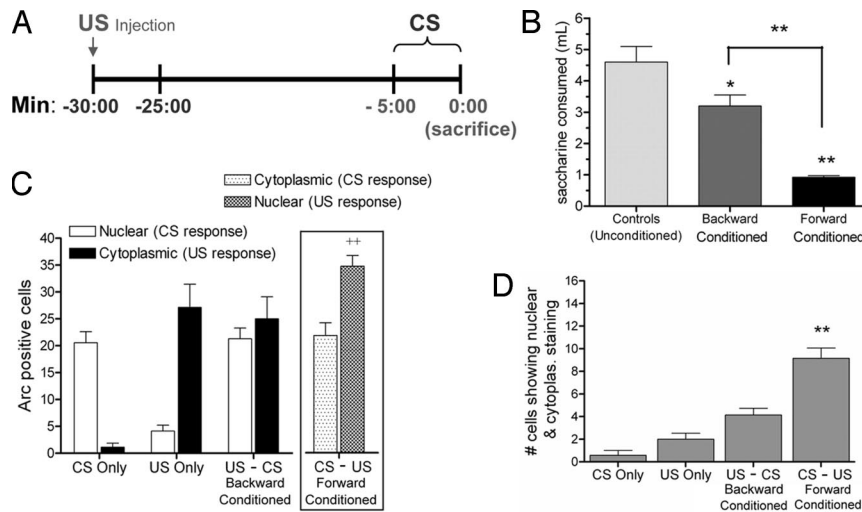 A
US Injection
CS
Min: -30:00 -25:00 - 5:00 0:00
(sacrifice)
B
saccharine consumed (mL)
6
5
4
3
2
1
0
**
*
**
Controls
(Unconditioned)
Backward
Conditioned
Forward
Conditioned
C
Cytoplasmic (CS response)
Nuclear (US response)
Nuclear (CS response)
Cytoplasmic (US response)
Arc positive cells
40
35
30
25
20
15
10
5
0
++
CS Only
US Only
US - CS
Backward
Conditioned
CS - US
Forward
Conditioned
D
# cells showing nuclear
& cytoplas. staining
16
14
12
10
8
6
4
2
0
**
CS Only
US Only
US - CS
Backward
Conditioned
CS - US
Forward
Conditioned